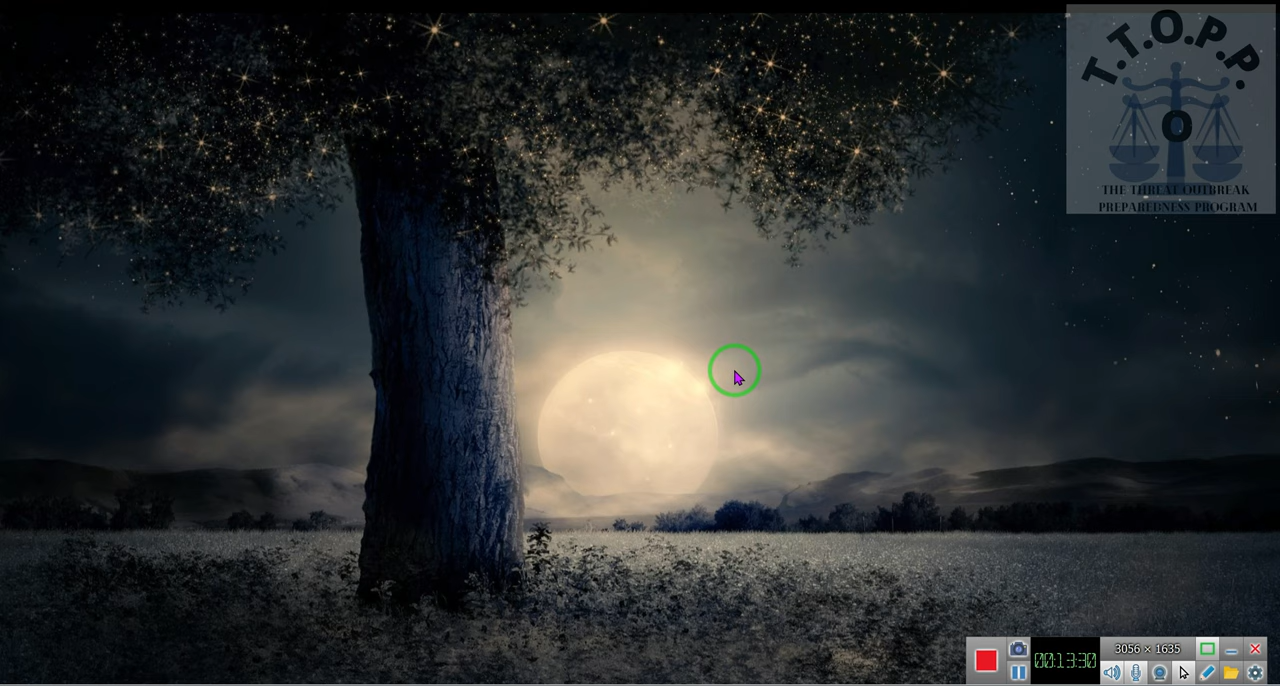 T.T.O.P.P.
O
THE THREAT OUTBREAK
PREPAREDNESS PROGRAM
00:13:30
3056 × 1635